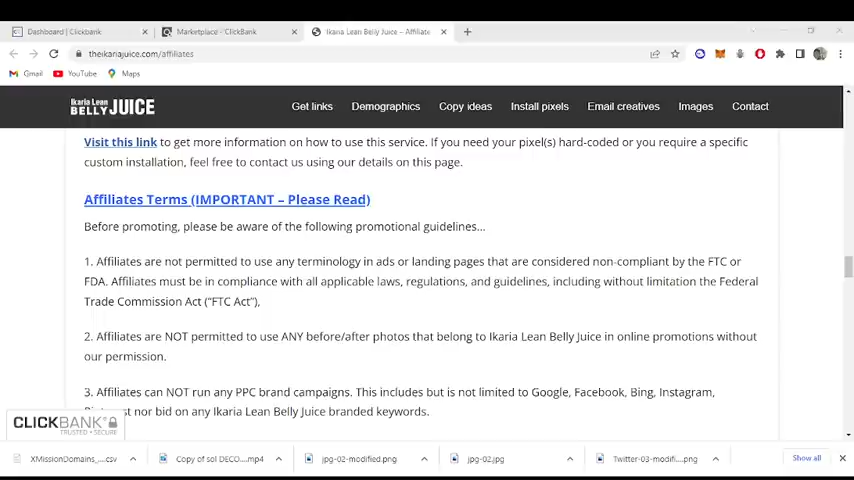 Dashboard | Clickbank
Marketplace - ClickBank
Ikaria Lean Belly Juice – Affiliate
theikariajuice.com/affiliates
Gmail
YouTube
Maps
Ikaria Lean
BELLY JUICE
Get links
Demographics
Copy ideas
Install pixels
Email creatives
Images
Contact
Visit this link to get more information on how to use this service. If you need your pixel(s) hard-coded or you require a specific
custom installation, feel free to contact us using our details on this page.
Affiliates Terms (IMPORTANT – Please Read)
Before promoting, please be aware of the following promotional guidelines…
1. Affiliates are not permitted to use any terminology in ads or landing pages that are considered non-compliant by the FTC or
FDA. Affiliates must be in compliance with all applicable laws, regulations, and guidelines, including without limitation the Federal
Trade Commission Act (“FTC Act”),
2. Affiliates are NOT permitted to use ANY before/after photos that belong to Ikaria Lean Belly Juice in online promotions without
our permission.
3. Affiliates can NOT run any PPC brand campaigns. This includes but is not limited to Google, Facebook, Bing, Instagram,
nor bid on any Ikaria Lean Belly Juice branded keywords.
CLICKBANK
TRUSTED • SECURE
XMissionDomains_....csv
Copy of sol DECO....mp4
jpg-02-modified.png
jpg-02.jpg
Twitter-03-modifi....png
Show all